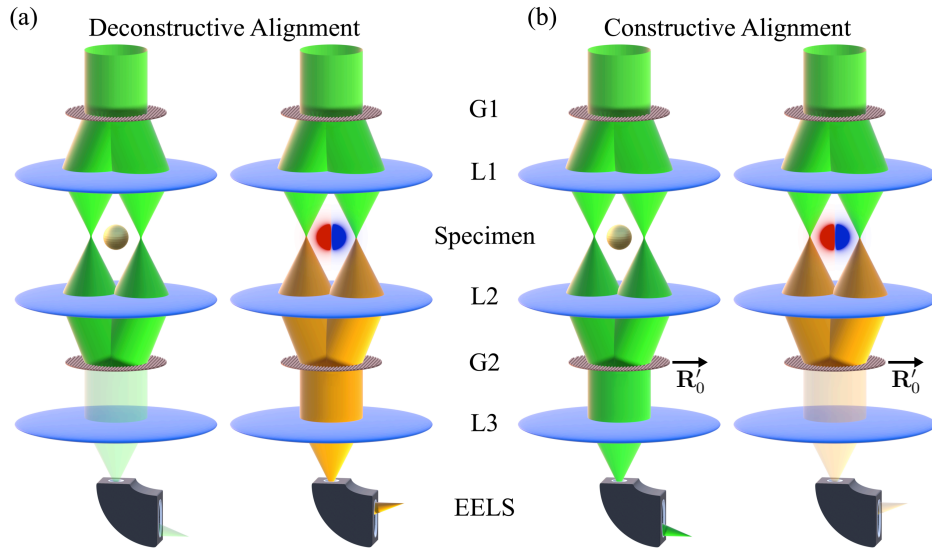 (a)
Deconstructive Alignment
(b)
Constructive Alignment
G1
L1
Specimen
L2
G2
R′₀
R′₀
L3
EELS